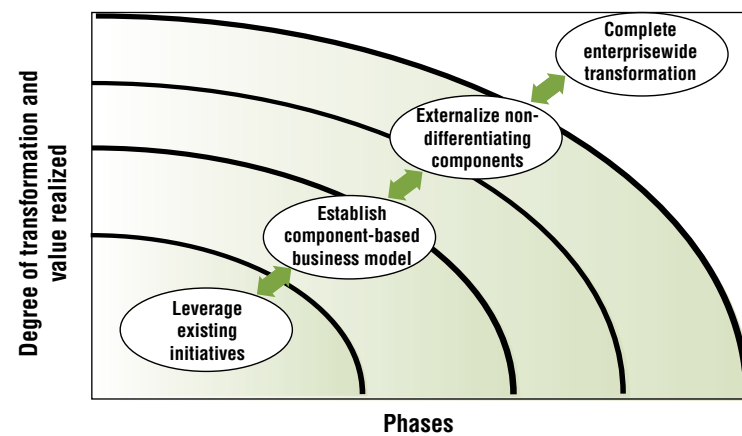 Complete
enterprisewide
transformation
Externalize non-
differentiating
components
Establish
component-based
business model
Leverage
existing
initiatives
Degree of transformation and
value realized
Phases